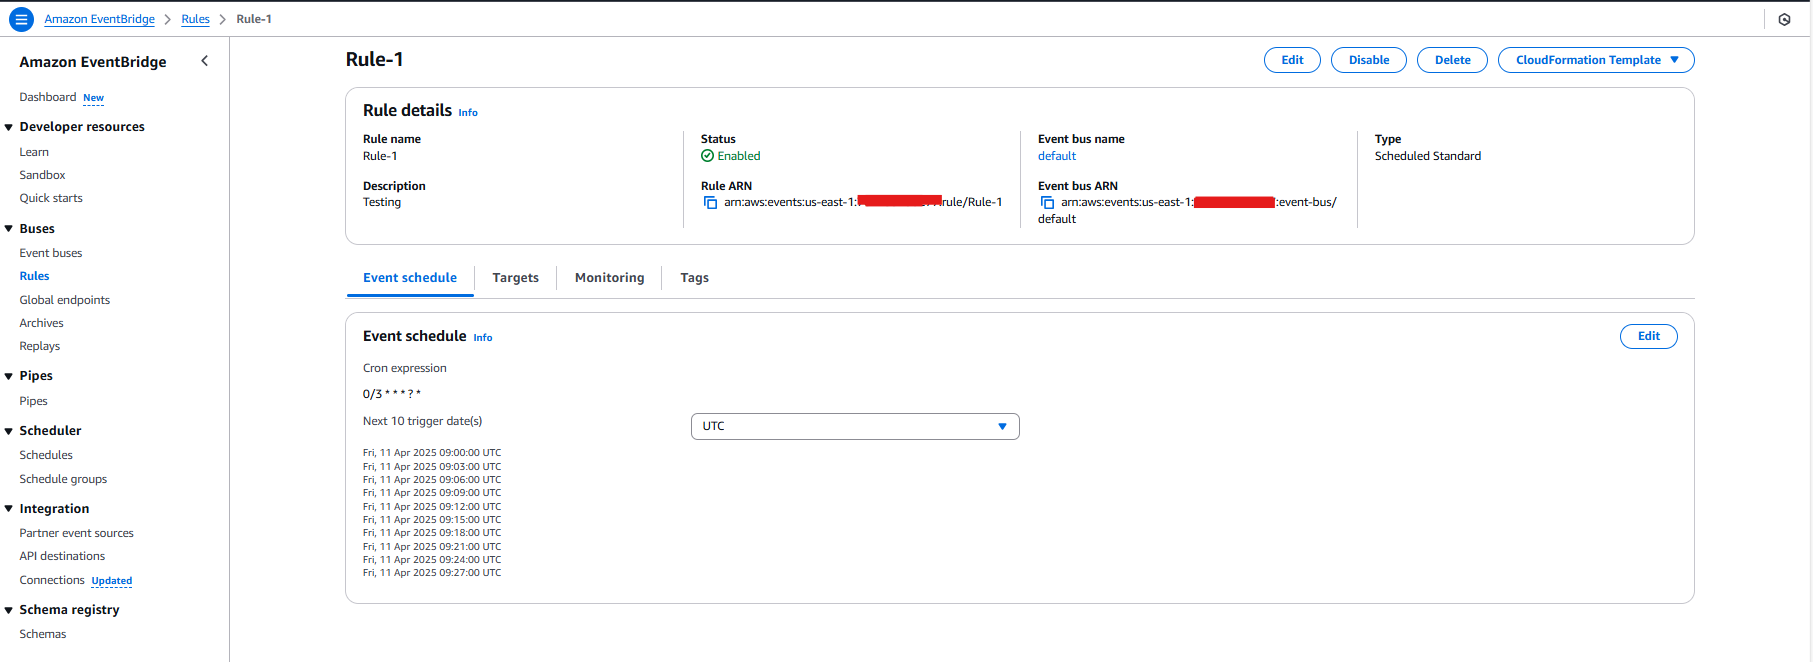 Amazon EventBridge > Rules > Rule-1
Amazon EventBridge
Dashboard New
Developer resources
Learn
Sandbox
Quick starts
Buses
Event buses
Rules
Global endpoints
Archives
Replays
Pipes
Pipes
Scheduler
Schedules
Schedule groups
Integration
Partner event sources
API destinations
Connections Updated
Schema registry
Schemas
Rule-1
Edit Disable Delete CloudFormation Template
Rule details Info
Rule name
Rule-1
Description
Testing
Status
Enabled
Rule ARN
arn:aws:events:us-east-1: rule/Rule-1
Event bus name
default
Event bus ARN
arn:aws:events:us-east-1: :event-bus/
default
Type
Scheduled Standard
Event schedule Targets Monitoring Tags
Event schedule Info
Edit
Cron expression
0/3 * * * ? *
Next 10 trigger date(s)
UTC
Fri, 11 Apr 2025 09:00:00 UTC
Fri, 11 Apr 2025 09:03:00 UTC
Fri, 11 Apr 2025 09:06:00 UTC
Fri, 11 Apr 2025 09:09:00 UTC
Fri, 11 Apr 2025 09:12:00 UTC
Fri, 11 Apr 2025 09:15:00 UTC
Fri, 11 Apr 2025 09:18:00 UTC
Fri, 11 Apr 2025 09:21:00 UTC
Fri, 11 Apr 2025 09:24:00 UTC
Fri, 11 Apr 2025 09:27:00 UTC